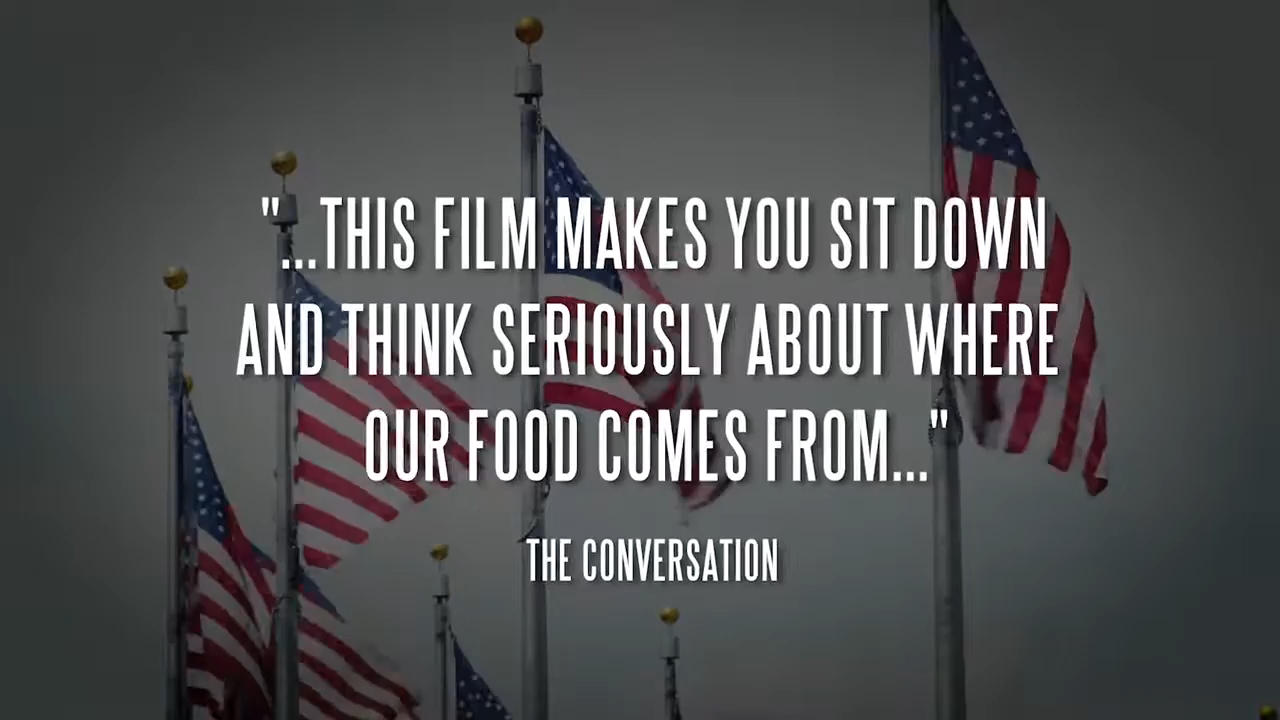 "...THIS FILM MAKES YOU SIT DOWN
AND THINK SERIOUSLY ABOUT WHERE
OUR FOOD COMES FROM..."
THE CONVERSATION